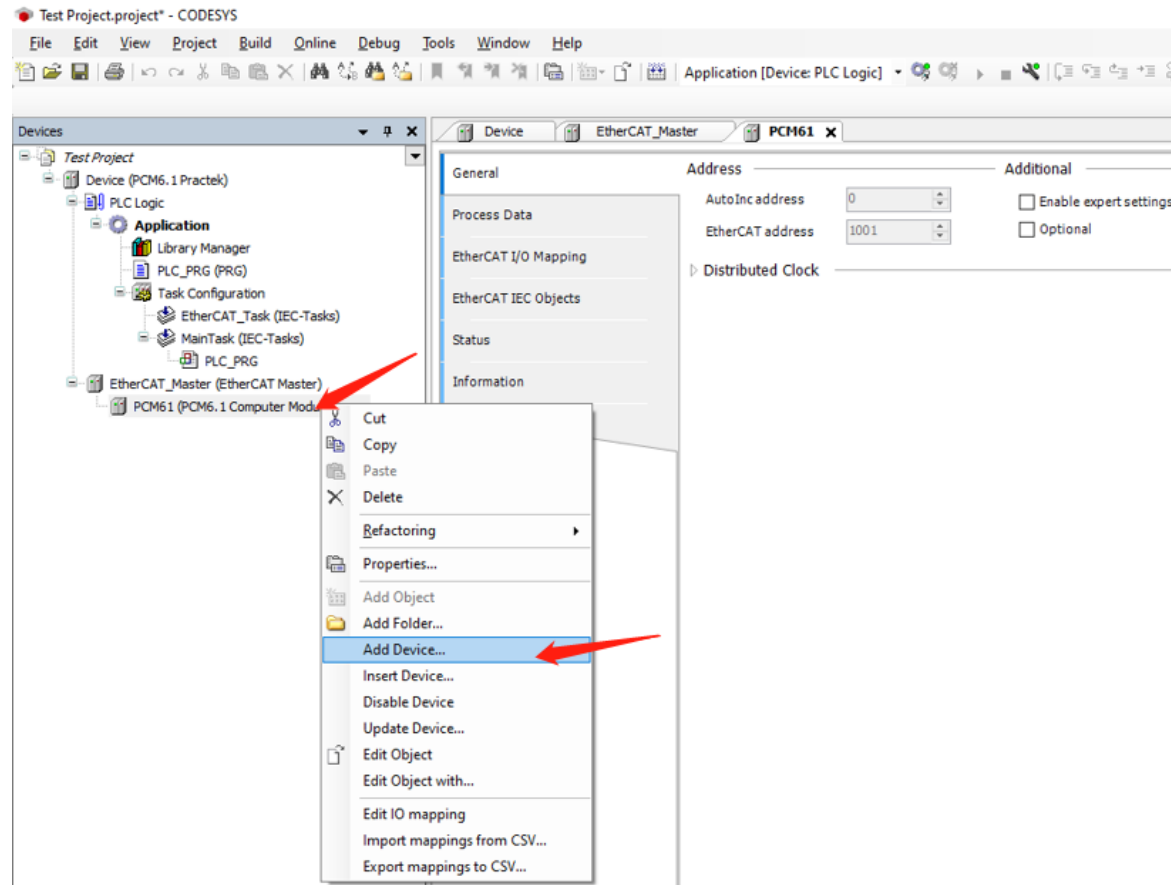 Test Project.project* - CODESYS
File Edit View Project Build Online Debug Tools Window Help
Application [Device: PLC Logic]
Devices
Device EtherCAT_Master PCM61
Test Project
Device (PCM6.1 Practek)
PLC Logic
Application
Library Manager
PLC_PRG (PRG)
Task Configuration
EtherCAT_Task (IEC-Tasks)
MainTask (IEC-Tasks)
PLC_PRG
EtherCAT_Master (EtherCAT Master)
PCM61 (PCM6.1 Computer Modu
General
Process Data
EtherCAT I/O Mapping
EtherCAT IEC Objects
Status
Information
Address
AutoInc address 0
EtherCAT address 1001
Distributed Clock
Additional
Enable expert settings
Optional
Cut
Copy
Paste
Delete
Refactoring
Properties...
Add Object
Add Folder...
Add Device...
Insert Device...
Disable Device
Update Device...
Edit Object
Edit Object with...
Edit IO mapping
Import mappings from CSV...
Export mappings to CSV...